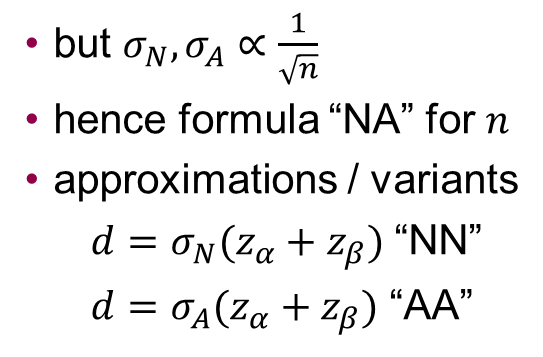 • but σ_N, σ_A ∝ 1/√n
• hence formula “NA” for n
• approximations / variants
d = σ_N(z_α + z_β) “NN”
d = σ_A(z_α + z_β) “AA”